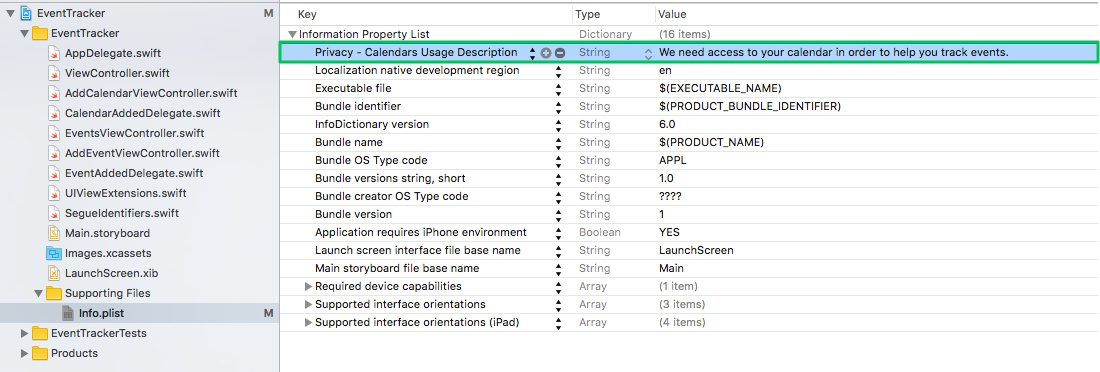 EventTracker M
EventTracker
AppDelegate.swift
ViewController.swift
AddCalendarViewController.swift
CalendarAddedDelegate.swift
EventsViewController.swift
AddEventViewController.swift
EventAddedDelegate.swift
UIViewExtensions.swift
SegueIdentifiers.swift
Main.storyboard
Images.xcassets
LaunchScreen.xib
Supporting Files
Info.plist M
EventTrackerTests
Products
Key Type Value
Information Property List Dictionary (16 items)
Privacy - Calendars Usage Description String We need access to your calendar in order to help you track events.
Localization native development region String en
Executable file String $(EXECUTABLE_NAME)
Bundle identifier String $(PRODUCT_BUNDLE_IDENTIFIER)
InfoDictionary version String 6.0
Bundle name String $(PRODUCT_NAME)
Bundle OS Type code String APPL
Bundle versions string, short String 1.0
Bundle creator OS Type code String ????
Bundle version String 1
Application requires iPhone environment Boolean YES
Launch screen interface file base name String LaunchScreen
Main storyboard file base name String Main
Required device capabilities Array (1 item)
Supported interface orientations Array (3 items)
Supported interface orientations (iPad) Array (4 items)